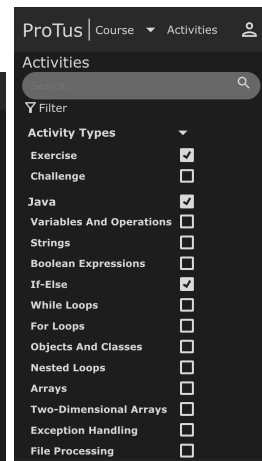 ProTus Course Activities
Activities
Search...
Filter
Activity Types
Exercise
Challenge
Java
Variables And Operations
Strings
Boolean Expressions
If-Else
While Loops
For Loops
Objects And Classes
Nested Loops
Arrays
Two-Dimensional Arrays
Exception Handling
File Processing